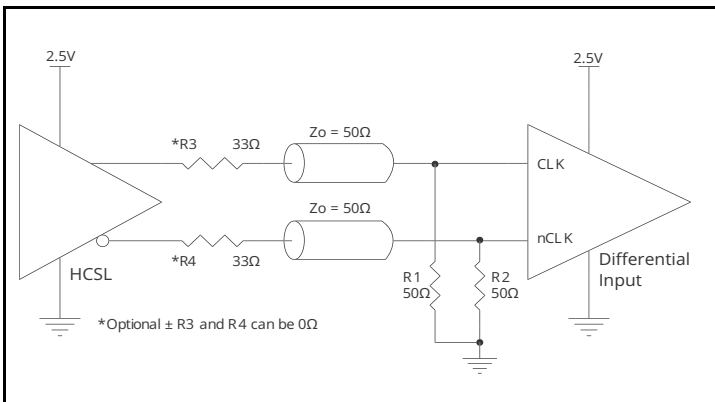 2.5V
2.5V
*R3 33Ω
Zo = 50Ω
CLK
Zo = 50Ω
nCLK
*R4 33Ω
HCSL
R1
50Ω
R2
50Ω
Differential
Input
*Optional ± R3 and R4 can be 0Ω